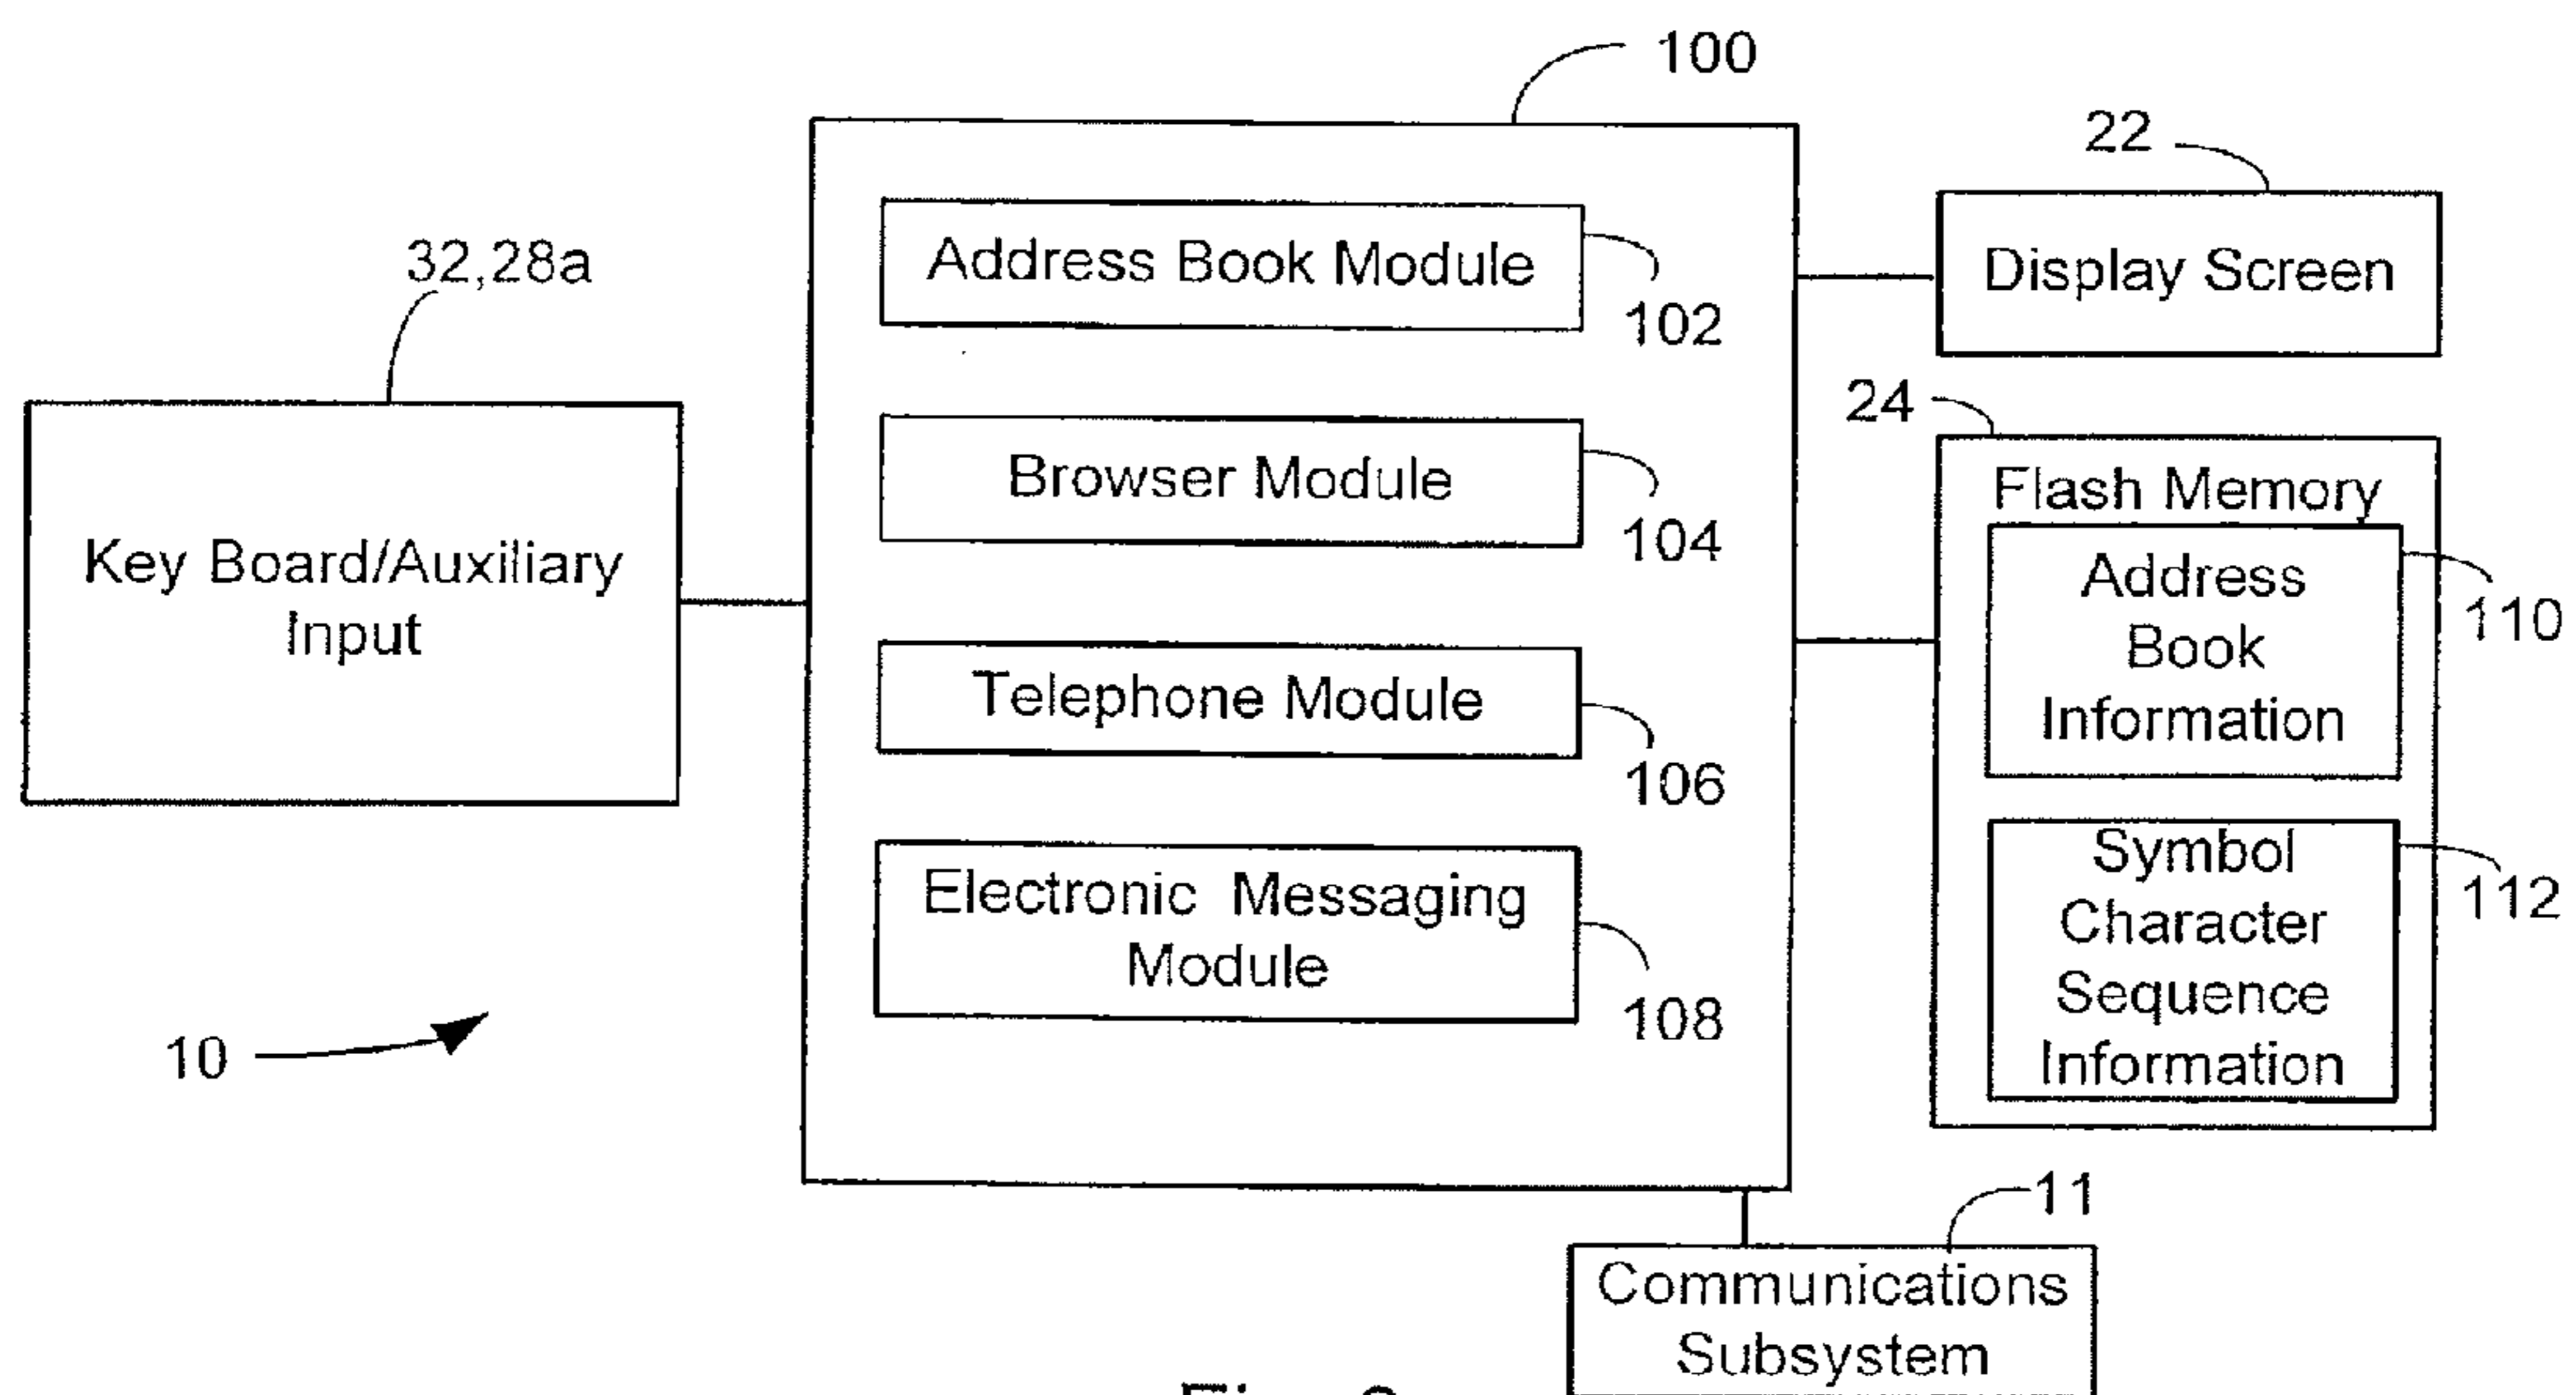 100
22
Address Book Module
32,28a
Display Screen
102
24
Browser Module
Flash Memory
104
Key Board/Auxiliary
Input
Address
Book
Information
110
Telephone Module
106
Symbol
Character
Sequence
Information
112
Electronic Messaging
Module
108
10
11
Communications
Subsystem